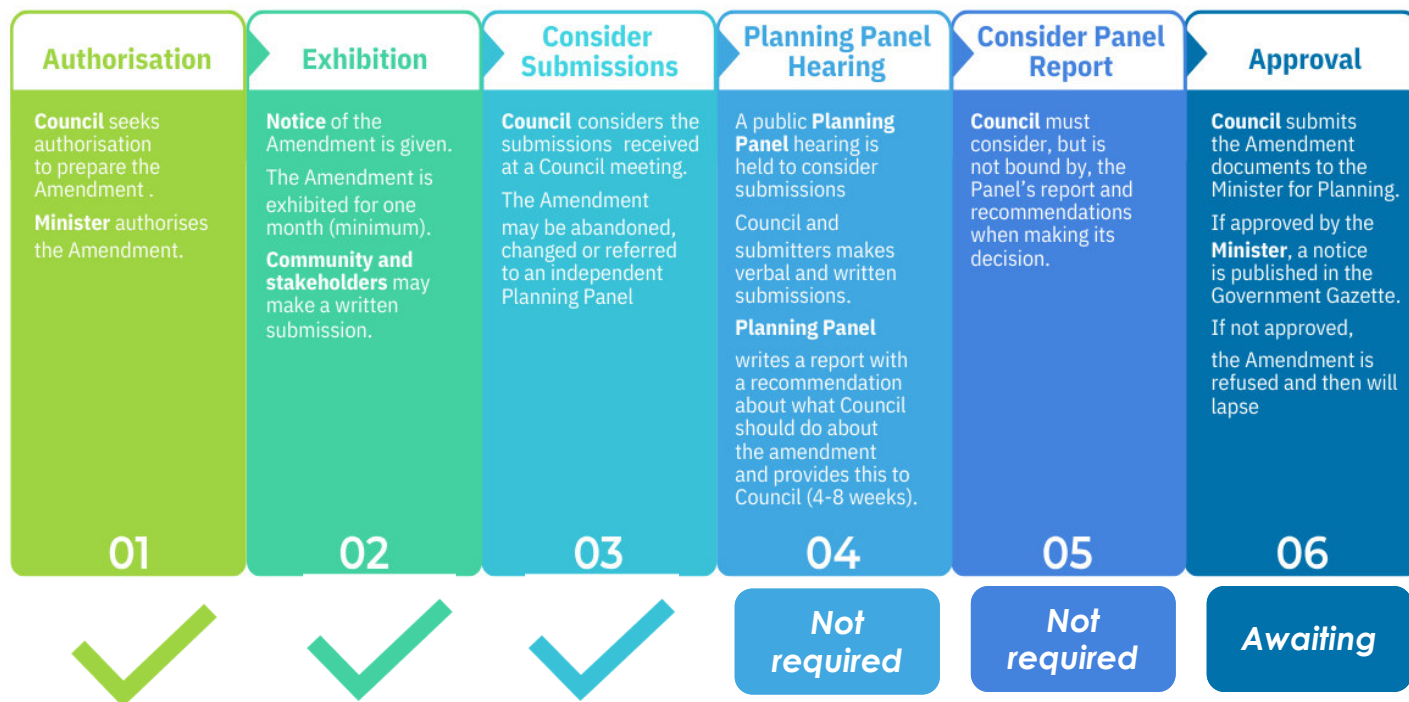 Authorisation
Council seeks
authorisation
to prepare the
Amendment .
Minister authorises
the Amendment.
01
Exhibition
Notice of the
Amendment is given.
The Amendment is
exhibited for one
month (minimum).
Community and
stakeholders may
make a written
submission.
02
Consider
Submissions
Council considers the
submissions received
at a Council meeting.
The Amendment
may be abandoned,
changed or referred
to an independent
Planning Panel
03
Planning Panel
Hearing
A public Planning
Panel hearing is
held to consider
submissions
Council and
submitters makes
verbal and written
submissions.
Planning Panel
writes a report with
a recommendation
about what Council
should do about
the amendment
and provides this to
Council (4-8 weeks).
04
Not
required
Consider Panel
Report
Council must
consider, but is
not bound by, the
Panel's report and
recommendations
when making its
decision.
05
Not
required
Approval
Council submits
the Amendment
documents to the
Minister for Planning.
If approved by the
Minister, a notice
is published in the
Government Gazette.
If not approved,
the Amendment is
refused and then will
lapse
06
Awaiting